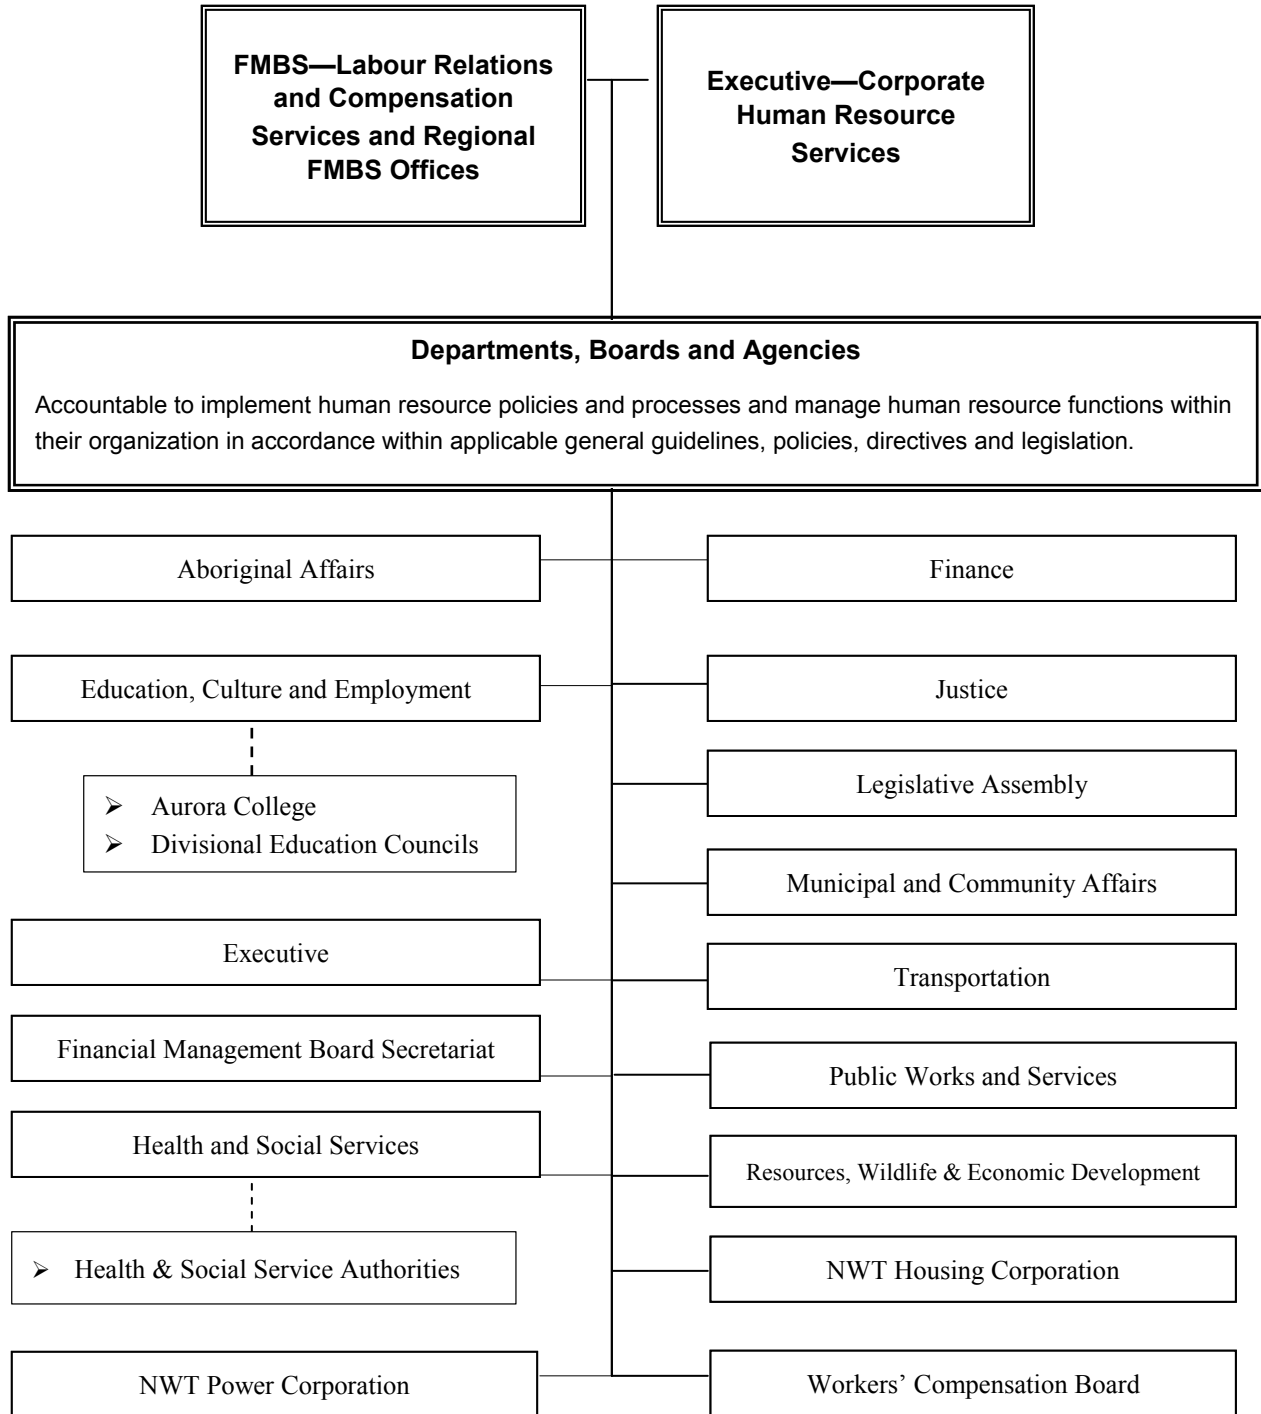 FMBS—Labour Relations
and Compensation
Services and Regional
FMBS Offices
Executive—Corporate
Human Resource
Services
Departments, Boards and Agencies
Accountable to implement human resource policies and processes and manage human resource functions within
their organization in accordance within applicable general guidelines, policies, directives and legislation.
Aboriginal Affairs
Finance
Education, Culture and Employment
Justice
➢ Aurora College
➢ Divisional Education Councils
Legislative Assembly
Municipal and Community Affairs
Executive
Transportation
Financial Management Board Secretariat
Public Works and Services
Health and Social Services
Resources, Wildlife & Economic Development
➢ Health & Social Service Authorities
NWT Housing Corporation
NWT Power Corporation
Workers’ Compensation Board